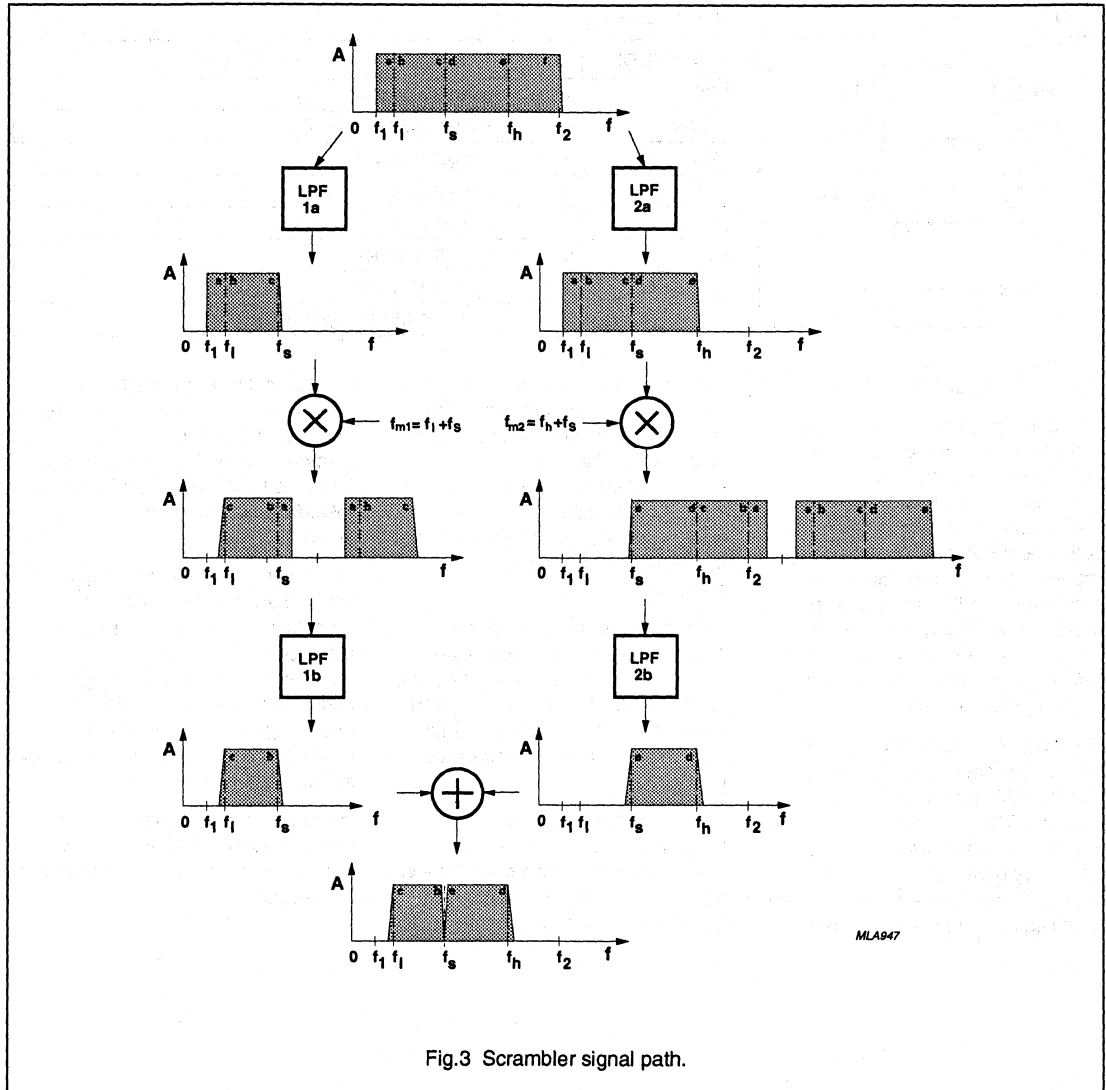 A
a b c d e f
0 f1 fl fs fh f2 f
LPF 1a
LPF 2a
A
a b c
0 f1 fl fs f
A
a b c d e
0 f1 fl fs fh f2 f
fm1= fl +fS
fm2= fh+fS
A
c b a a b c
0 f1 fl fs f
A
e d c b a a b c d e
0 f1 fl fs fh f2 f
LPF 1b
LPF 2b
A
c b
0 f1 fl fs f
A
e d
0 f1 fl fs fh f2 f
A
c b e d
0 f1 fl fs fh f2 f
MLA947
Fig.3 Scrambler signal path.